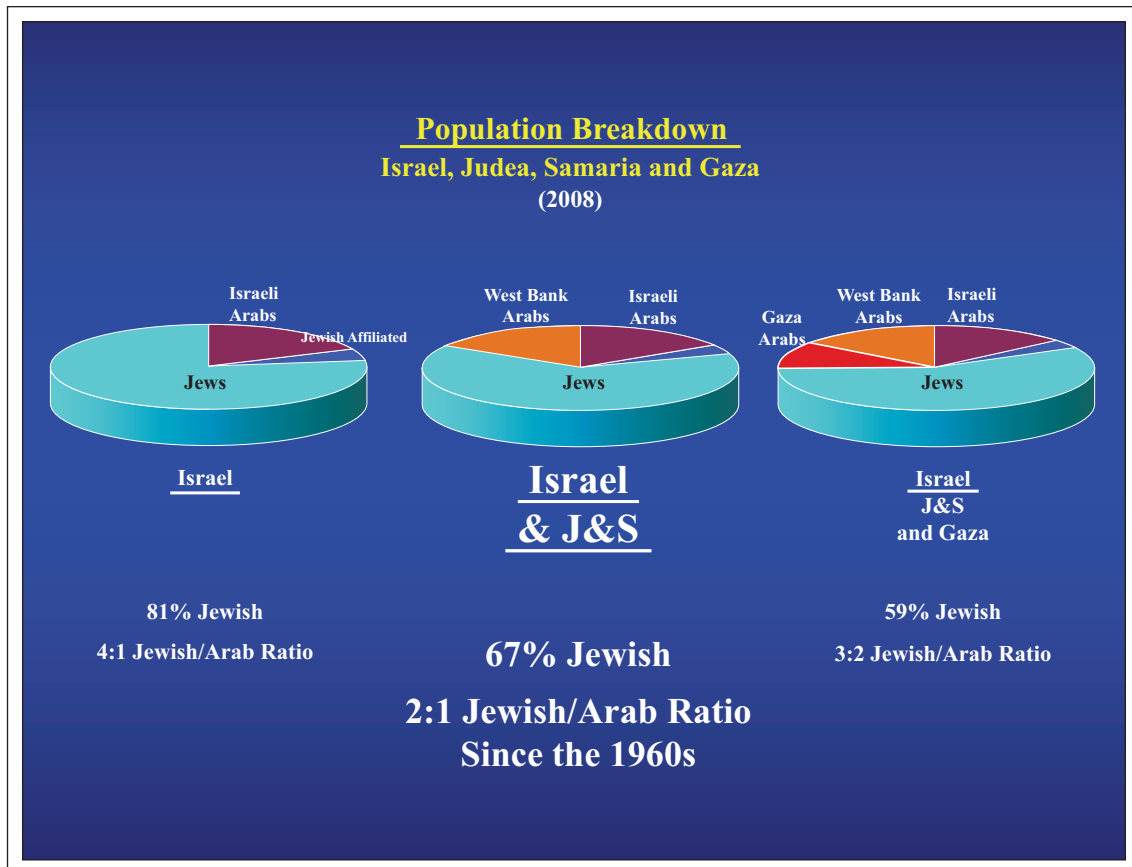 Population Breakdown
Israel, Judea, Samaria and Gaza
(2008)
Israeli
Arabs
Jewish Affiliated
Jews
Israel
81% Jewish
4:1 Jewish/Arab Ratio
West Bank
Arabs
Israeli
Arabs
Jews
Israel
& J&S
67% Jewish
2:1 Jewish/Arab Ratio
Since the 1960s
Gaza
Arabs
West Bank
Arabs
Israeli
Arabs
Jews
Israel
J&S
and Gaza
59% Jewish
3:2 Jewish/Arab Ratio